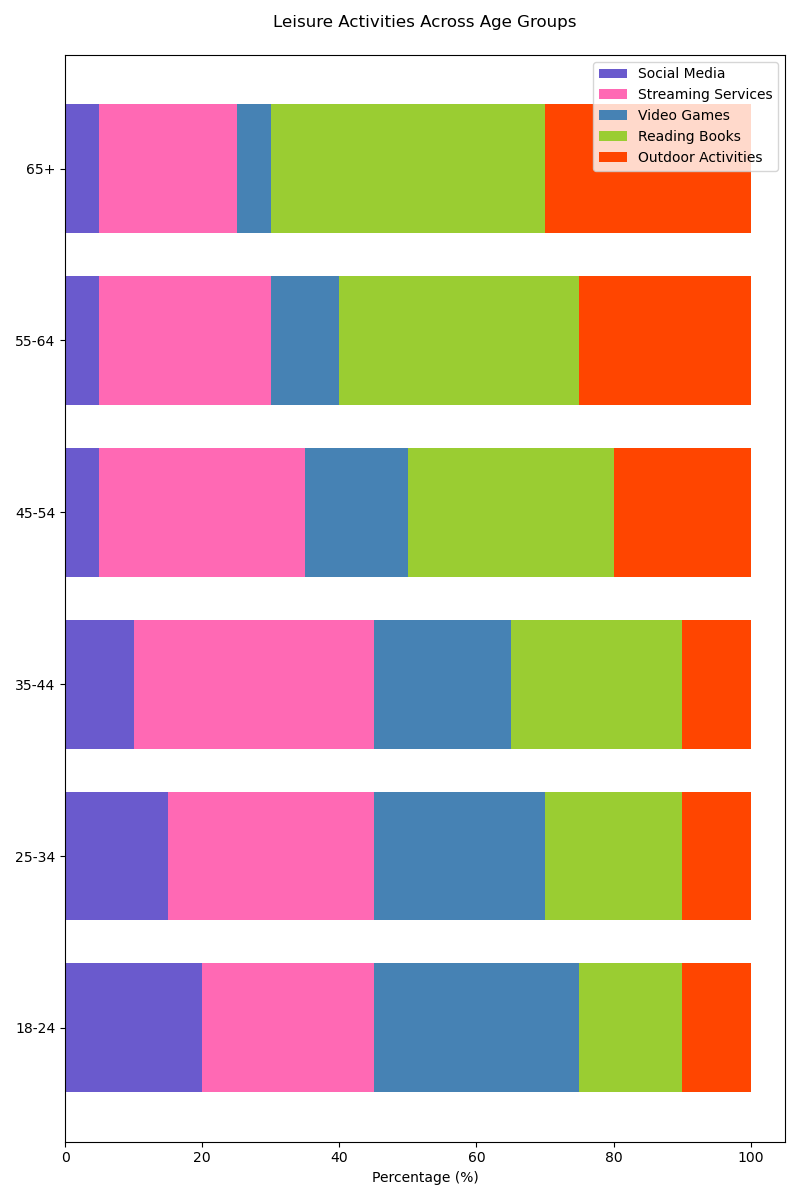 Leisure Activities Across Age Groups
Social Media
Streaming Services
Video Games
Reading Books
Outdoor Activities
65+
55-64
45-54
35-44
25-34
18-24
0 20 40 60 80 100
Percentage (%)